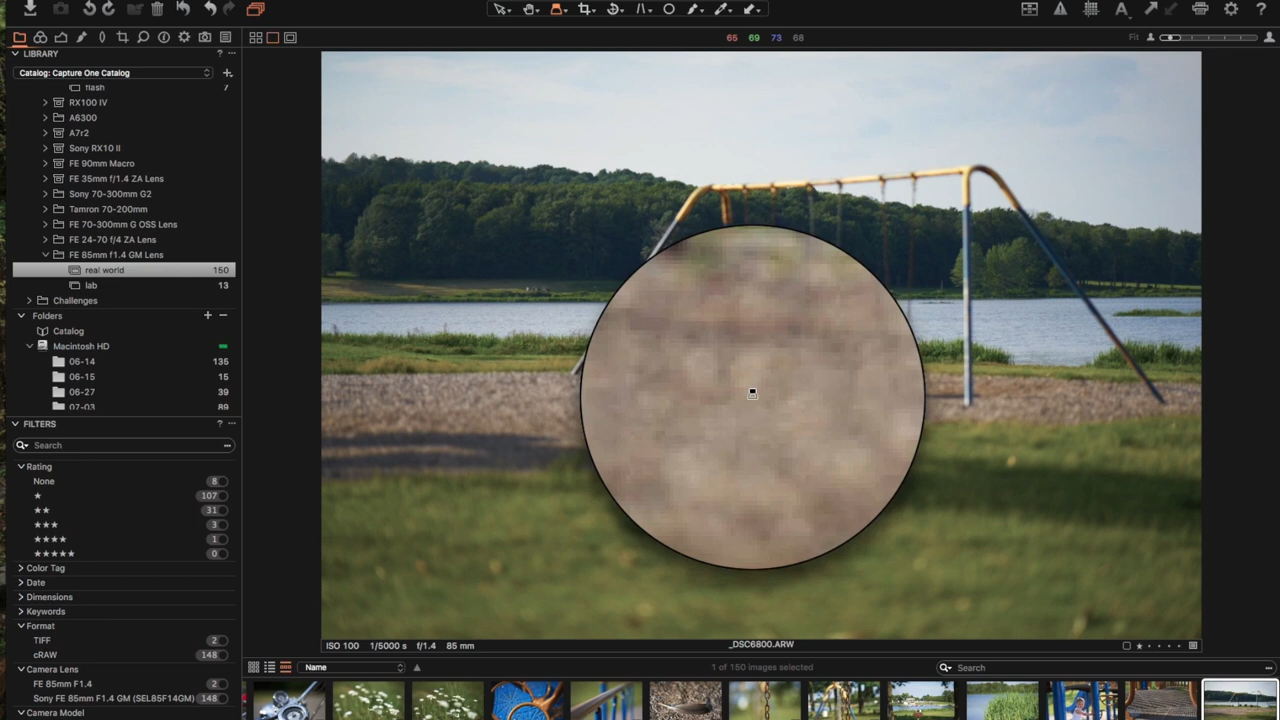 65 69 73 68
Fit
LIBRARY ? ...
Catalog: Capture One Catalog
flash 7
RX100 IV
A6300
A7r2
Sony RX10 II
FE 90mm Macro
FE 35mm f/1.4 ZA Lens
Sony 70-300mm G2
Tamron 70-200mm
FE 70-300mm G OSS Lens
FE 24-70 f/4 ZA Lens
FE 85mm f1.4 GM Lens
real world 150
lab 13
Challenges
Folders
Catalog
Macintosh HD
06-14 135
06-15 15
06-27 39
07-03 89
FILTERS ? ...
Search
Rating
None 8
★ 107
★★ 31
★★★ 3
★★★★ 1
★★★★★ 0
Color Tag
Date
Dimensions
Keywords
Format
TIFF 2
cRAW 148
Camera Lens
FE 85mm F1.4 2
Sony FE 85mm F1.4 GM (SEL85F14GM) 148
Camera Model
ISO 100 1/5000 s f/1.4 85 mm
_DSC6800.ARW
Name
1 of 150 images selected
Search